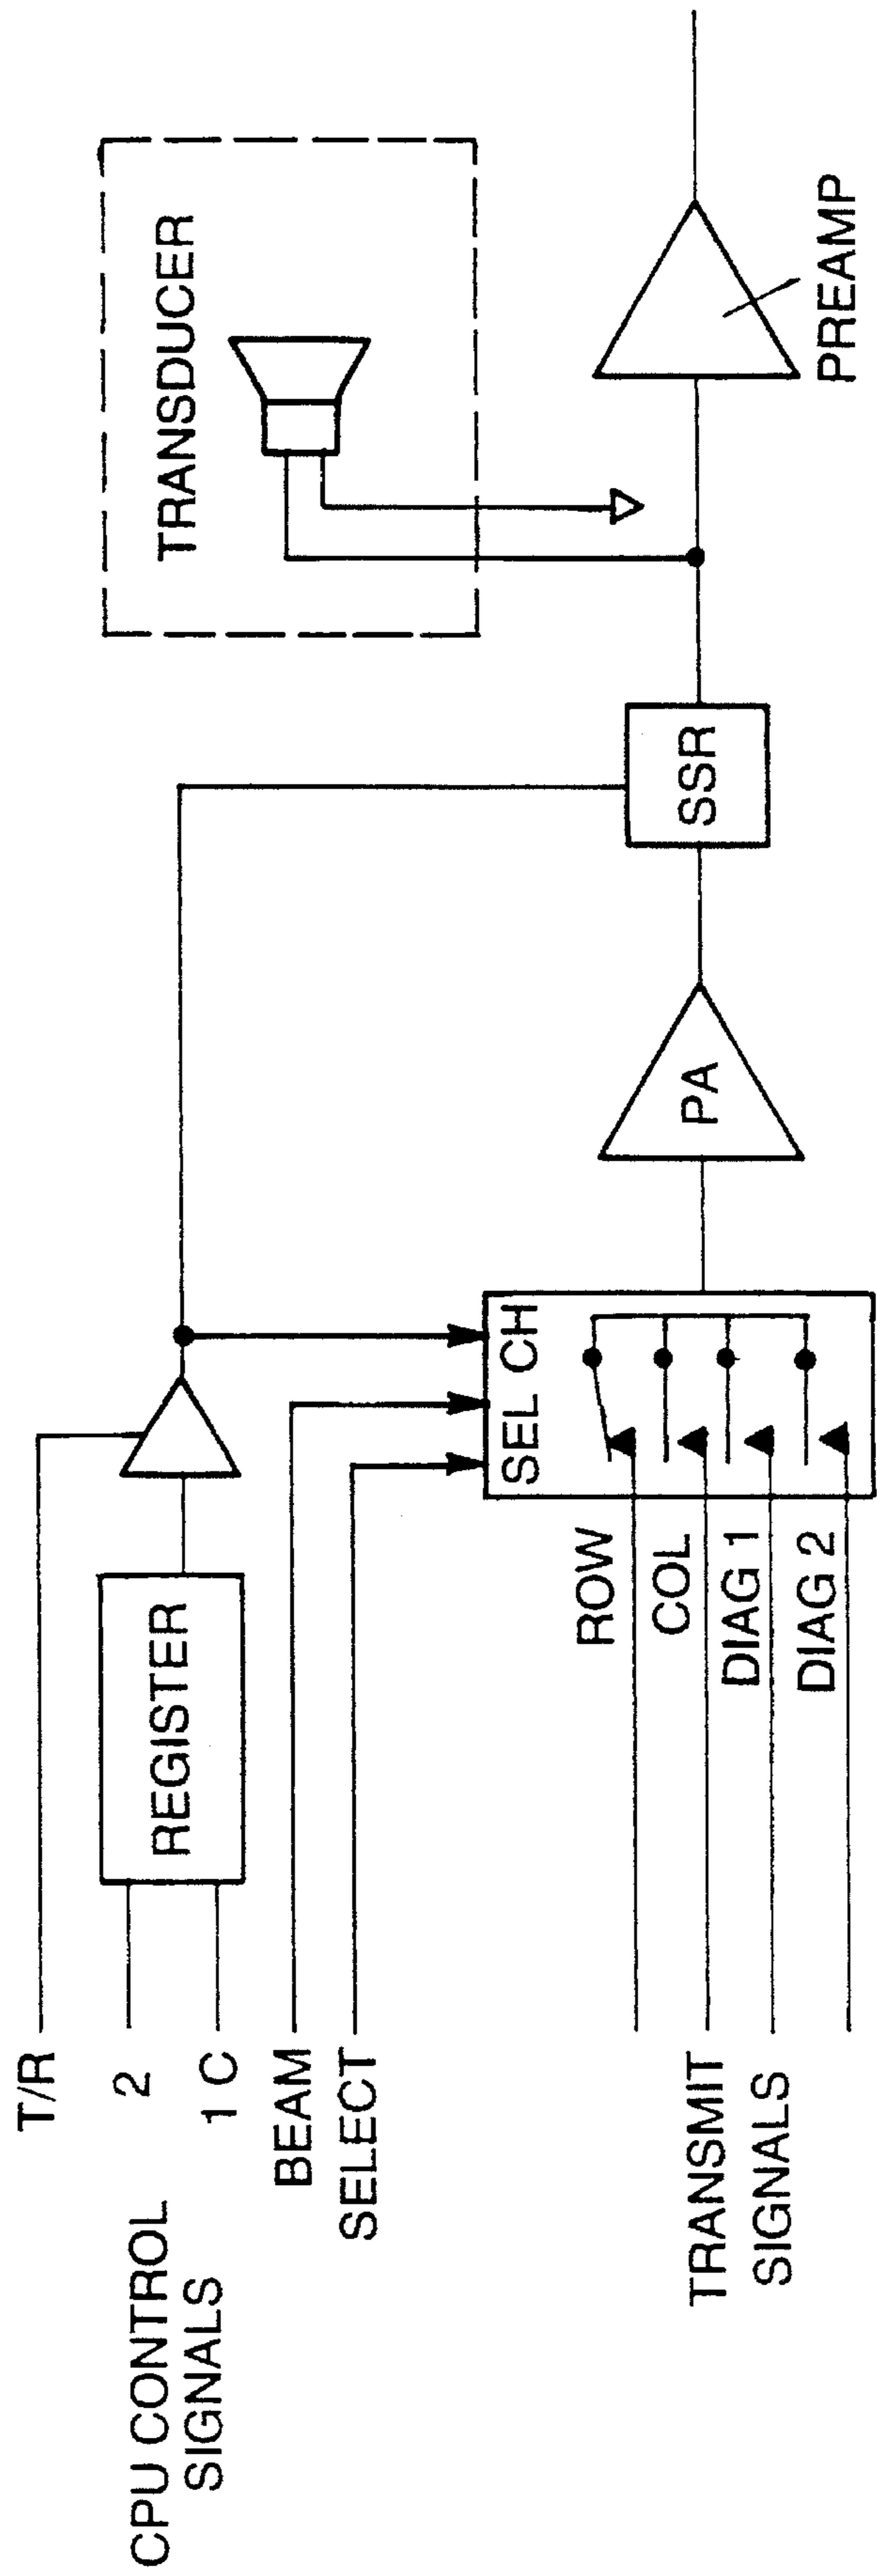 T/R
CPU CONTROL
SIGNALS
2
1 C
REGISTER
BEAM
SELECT
SEL CH
TRANSMIT
SIGNALS
ROW
COL
DIAG 1
DIAG 2
PA
SSR
TRANSDUCER
PREAMP